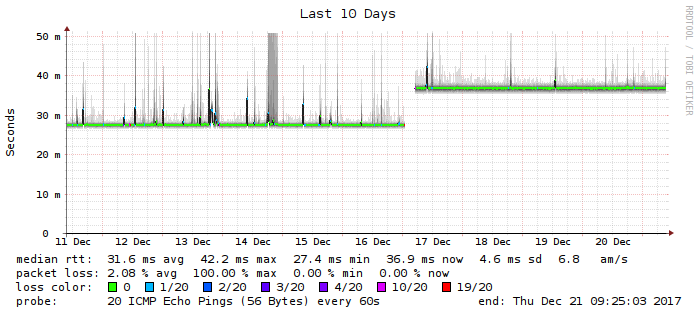 Last 10 Days
RRDTOOL / TOBI OETIKER
Seconds
50 m
40 m
30 m
20 m
10 m
0
11 Dec 12 Dec 13 Dec 14 Dec 15 Dec 16 Dec 17 Dec 18 Dec 19 Dec 20 Dec
median rtt: 31.6 ms avg 42.2 ms max 27.4 ms min 36.9 ms now 4.6 ms sd 6.8 am/s
packet loss: 2.08 % avg 100.00 % max 0.00 % min 0.00 % now
loss color: 0 1/20 2/20 3/20 4/20 10/20 19/20
probe: 20 ICMP Echo Pings (56 Bytes) every 60s end: Thu Dec 21 09:25:03 2017